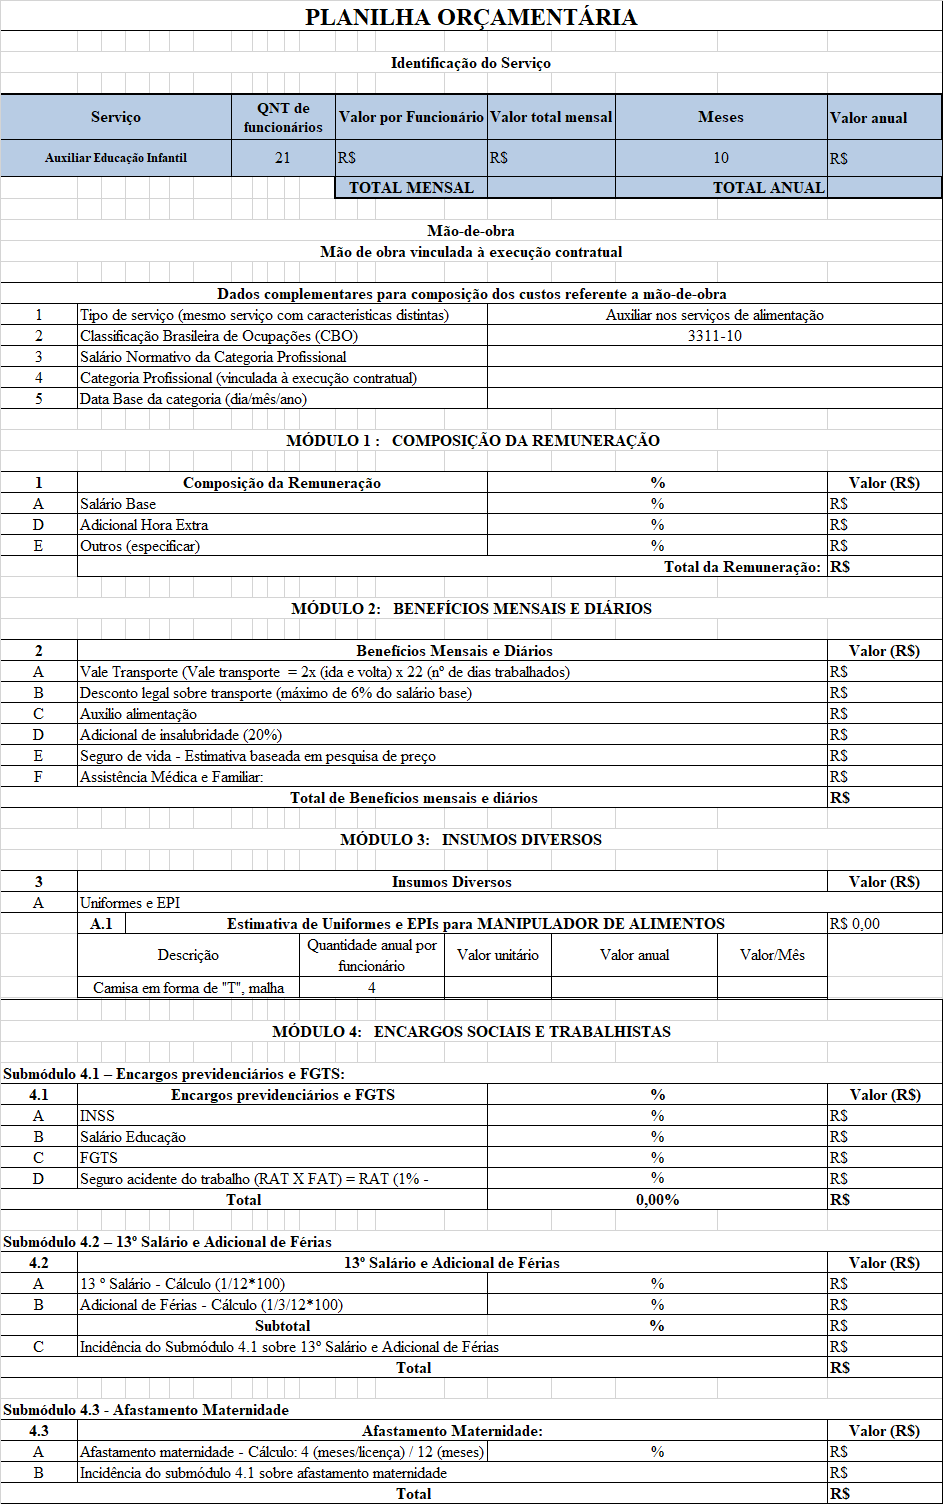 PLANILHA ORÇAMENTÁRIA
Identificação do Serviço
Serviço QNT de funcionários Valor por Funcionário Valor total mensal Meses Valor anual
Auxiliar Educação Infantil 21 R$ R$ 10 R$
TOTAL MENSAL TOTAL ANUAL
Mão-de-obra
Mão de obra vinculada à execução contratual
Dados complementares para composição dos custos referente a mão-de-obra
1 Tipo de serviço (mesmo serviço com caracteristicas distintas) Auxiliar nos serviços de alimentação
2 Classificação Brasileira de Ocupações (CBO) 3311-10
3 Salário Normativo da Categoria Profissional
4 Categoria Profissional (vinculada à execução contratual)
5 Data Base da categoria (dia/mês/ano)
MÓDULO 1 : COMPOSIÇÃO DA REMUNERAÇÃO
1 Composição da Remuneração % Valor (R$)
A Salário Base % R$
D Adicional Hora Extra % R$
E Outros (especificar) % R$
Total da Remuneração: R$
MÓDULO 2: BENEFÍCIOS MENSAIS E DIÁRIOS
2 Benefícios Mensais e Diários Valor (R$)
A Vale Transporte (Vale transporte = 2x (ida e volta) x 22 (nº de dias trabalhados) R$
B Desconto legal sobre transporte (máximo de 6% do salário base) R$
C Auxilio alimentação R$
D Adicional de insalubridade (20%) R$
E Seguro de vida - Estimativa baseada em pesquisa de preço R$
F Assistência Médica e Familiar: R$
Total de Benefícios mensais e diários R$
MÓDULO 3: INSUMOS DIVERSOS
3 Insumos Diversos Valor (R$)
A Uniformes e EPI
A.1 Estimativa de Uniformes e EPIs para MANIPULADOR DE ALIMENTOS R$ 0,00
Descrição Quantidade anual por funcionário Valor unitário Valor anual Valor/Mês
Camisa em forma de "T", malha 4
MÓDULO 4: ENCARGOS SOCIAIS E TRABALHISTAS
Submódulo 4.1 – Encargos previdenciários e FGTS:
4.1 Encargos previdenciários e FGTS % Valor (R$)
A INSS % R$
B Salário Educação % R$
C FGTS % R$
D Seguro acidente do trabalho (RAT X FAT) = RAT (1% - % R$
Total 0,00% R$
Submódulo 4.2 – 13º Salário e Adicional de Férias
4.2 13º Salário e Adicional de Férias Valor (R$)
A 13 º Salário - Cálculo (1/12*100) % R$
B Adicional de Férias - Cálculo (1/3/12*100) % R$
Subtotal % R$
C Incidência do Submódulo 4.1 sobre 13º Salário e Adicional de Férias R$
Total R$
Submódulo 4.3 - Afastamento Maternidade
4.3 Afastamento Maternidade: Valor (R$)
A Afastamento maternidade - Cálculo: 4 (meses/licença) / 12 (meses) % R$
B Incidência do submódulo 4.1 sobre afastamento maternidade R$
Total R$